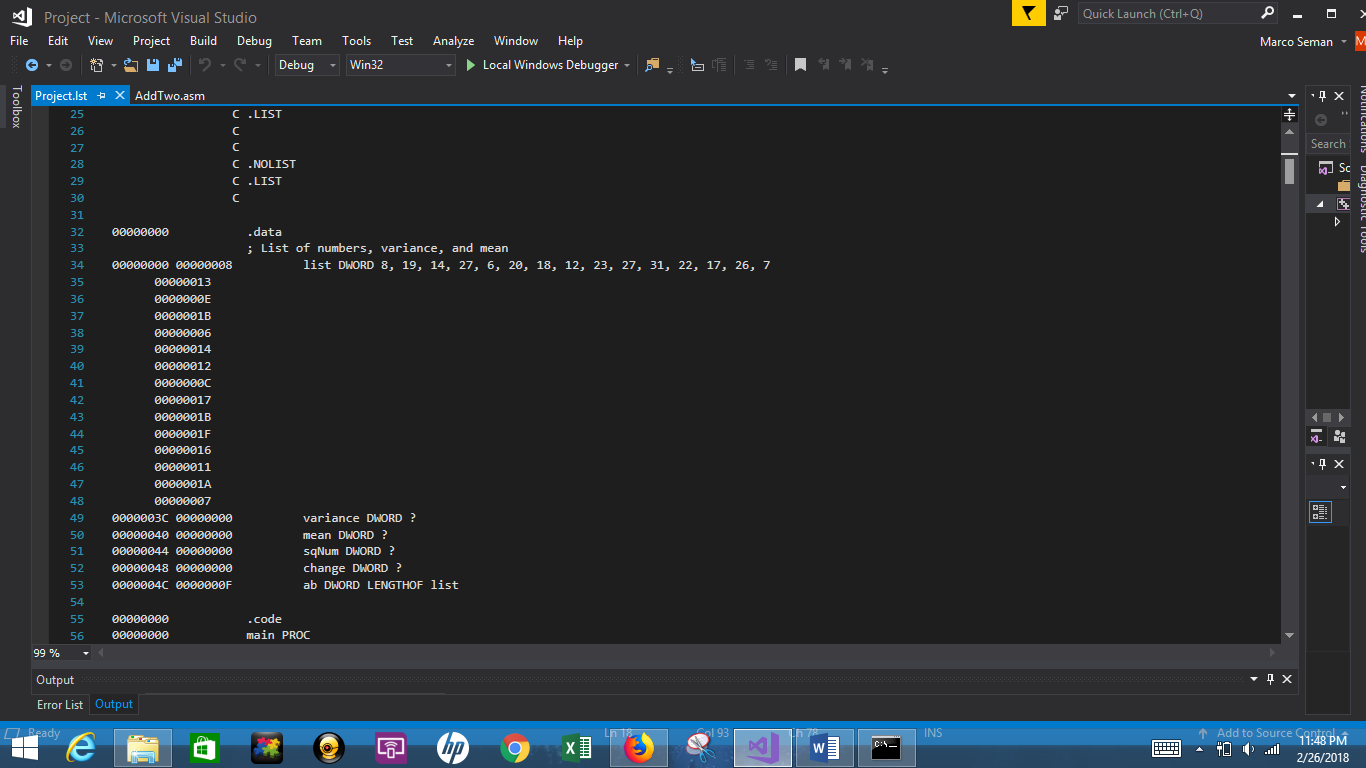 Project - Microsoft Visual Studio
Quick Launch (Ctrl+Q)
File Edit View Project Build Debug Team Tools Test Analyze Window Help
Marco Seman
Debug Win32 Local Windows Debugger
Toolbox
Project.lst AddTwo.asm
Notifications
Diagnostic Tools
Search
25 C .LIST
26 C
27 C
28 C .NOLIST
29 C .LIST
30 C
31
32 00000000 .data
33 ; List of numbers, variance, and mean
34 00000000 00000008 list DWORD 8, 19, 14, 27, 6, 20, 18, 12, 23, 27, 31, 22, 17, 26, 7
35 00000013
36 0000000E
37 0000001B
38 00000006
39 00000014
40 00000012
41 0000000C
42 00000017
43 0000001B
44 0000001F
45 00000016
46 00000011
47 0000001A
48 00000007
49 0000003C 00000000 variance DWORD ?
50 00000040 00000000 mean DWORD ?
51 00000044 00000000 sqNum DWORD ?
52 00000048 00000000 change DWORD ?
53 0000004C 0000000F ab DWORD LENGTHOF list
54
55 00000000 .code
56 00000000 main PROC
99 %
Output
Error List Output
Ready Ln 18 Col 93 Ch 78 INS Add to Source Control
11:48 PM
2/26/2018